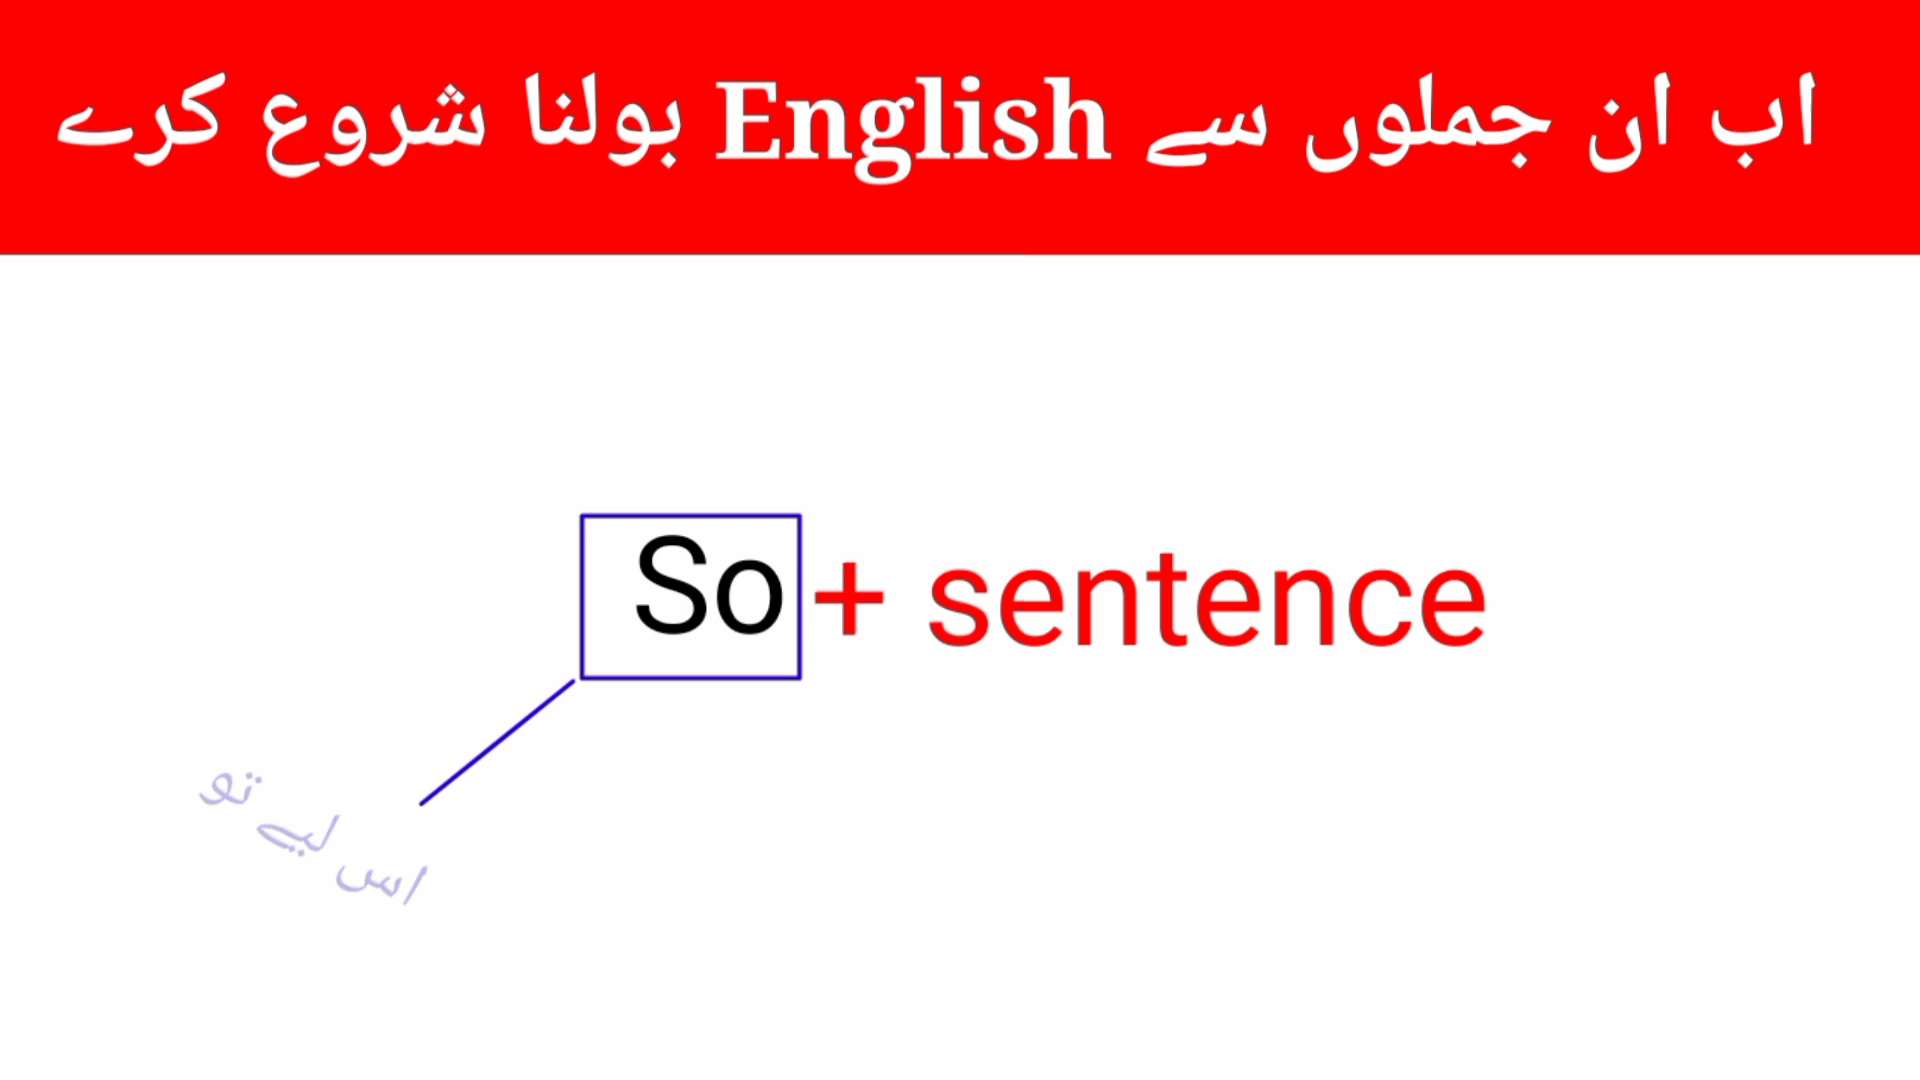 اب ان جملوں سے English بولنا شروع کرے
So + sentence
اس لیے تو